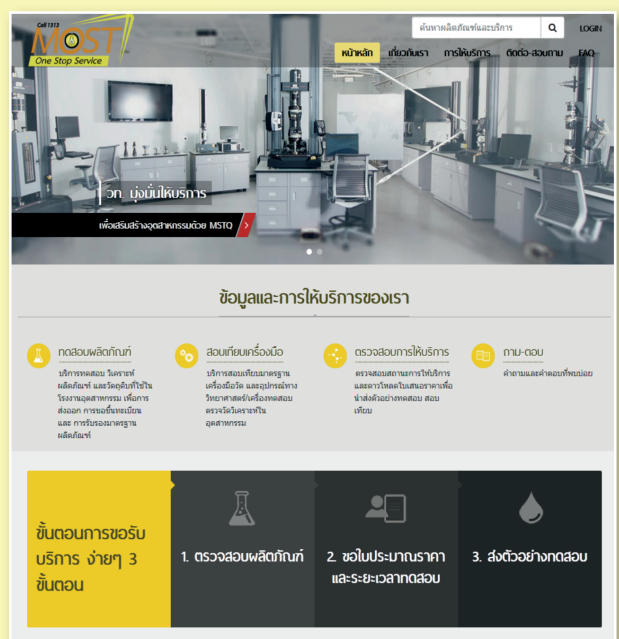 Call 1313
MOST
One Stop Service
ค้นหาผลิตภัณฑ์และบริการ
LOGIN
หน้าหลัก เกี่ยวกับเรา การให้บริการ ติดต่อ-สอบถาม FAQ
วท. มุ่งมั่นให้บริการ
เพื่อเสริมสร้างอุตสาหกรรมด้วย MSTQ
ข้อมูลและการให้บริการของเรา
ทดสอบผลิตภัณฑ์
บริการทดสอบ วิเคราะห์
ผลิตภัณฑ์ และวัตถุดิบที่ใช้ใน
โรงงานอุตสาหกรรม เพื่อการ
ส่งออก การขอขึ้นทะเบียน
และ การรับรองมาตรฐาน
ผลิตภัณฑ์
สอบเทียบเครื่องมือ
บริการสอบเทียบมาตรฐาน
เครื่องมือวัด และอุปกรณ์ทาง
วิทยาศาสตร์/เครื่องทดสอบ
ตรวจวัดวิเคราะห์ใน
อุตสาหกรรม
ตรวจสอบการให้บริการ
ตรวจสอบสถานะการให้บริการ
และดาวโหลดใบเสนอราคาเพื่อ
นำส่งตัวอย่างทดสอบ สอบ
เทียบ
ถาม-ตอบ
คำถามและคำตอบที่พบบ่อย
ขั้นตอนการขอรับ
บริการ ง่ายๆ 3
ขั้นตอน
1. ตรวจสอบผลิตภัณฑ์
2. ขอใบประมาณราคา
และระยะเวลาทดสอบ
3. ส่งตัวอย่างทดสอบ